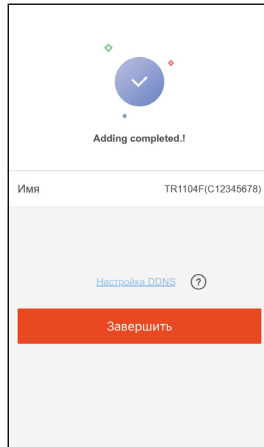 Adding completed.!
Имя TR1104F(C12345678)
Настройка DDNS ?
Завершить